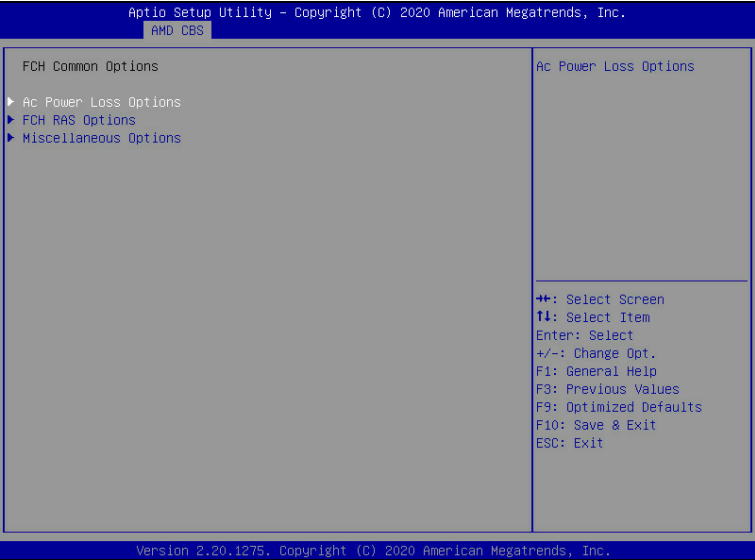 Aptio Setup Utility – Copyright (C) 2020 American Megatrends, Inc.
AMD CBS
FCH Common Options
Ac Power Loss Options
FCH RAS Options
Miscellaneous Options
Ac Power Loss Options
→←: Select Screen
↑↓: Select Item
Enter: Select
+/-: Change Opt.
F1: General Help
F3: Previous Values
F9: Optimized Defaults
F10: Save & Exit
ESC: Exit
Version 2.20.1275. Copyright (C) 2020 American Megatrends, Inc.